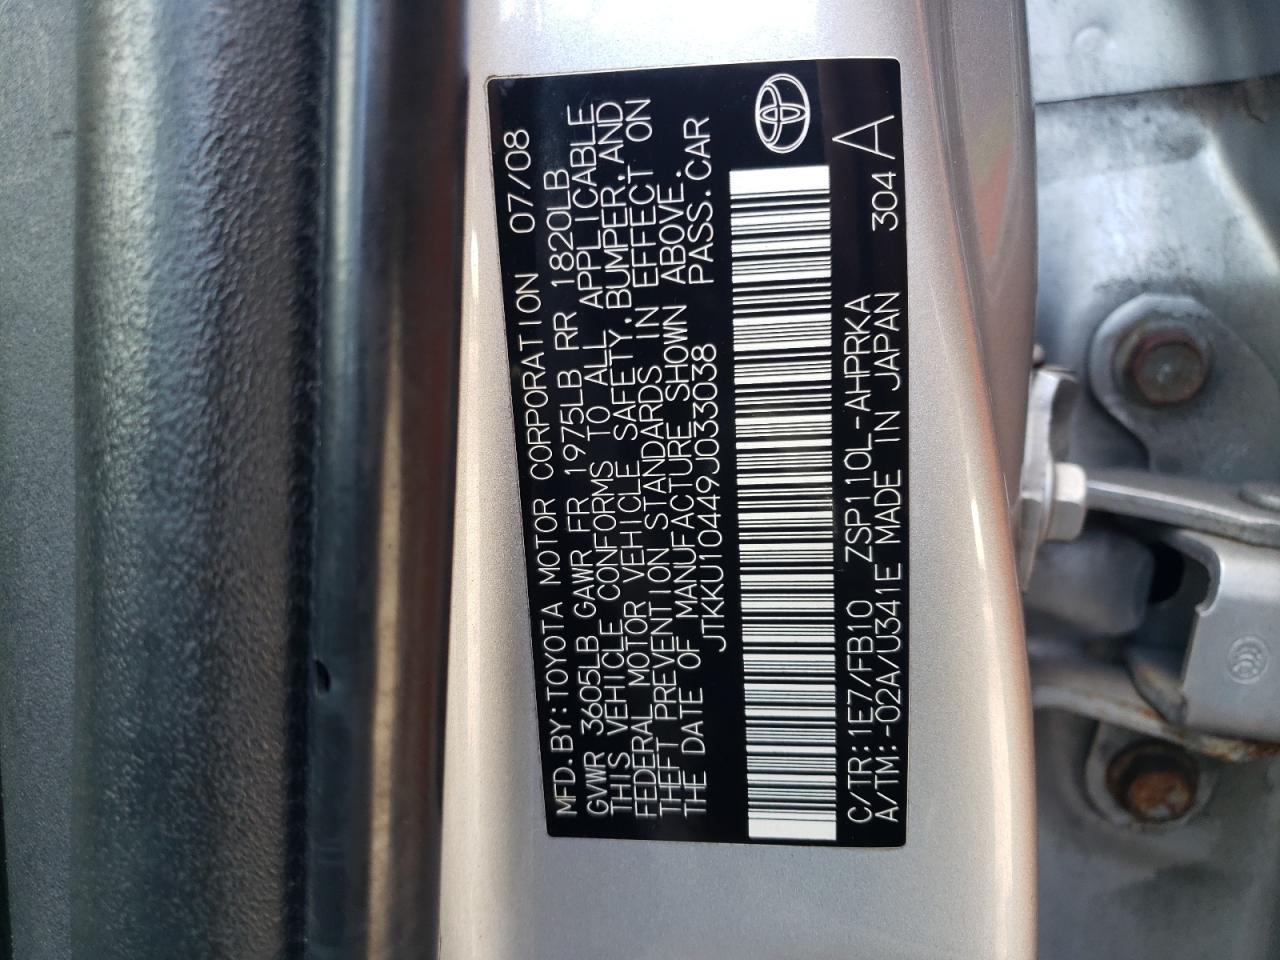 MFD.BY:TOYOTA MOTOR CORPORATION 07/08
GVWR 3605LB GAWR FR 1975LB RR 1820LB
THIS VEHICLE CONFORMS TO ALL APPLICABLE
FEDERAL MOTOR VEHICLE SAFETY,BUMPER,AND
THEFT PREVENTION STANDARDS IN EFFECT ON
THE DATE OF MANUFACTURE SHOWN ABOVE.
JTKKU10449J033038 PASS.CAR
C/TR:1E7/FB10 ZSP110L-AHPRKA 304 A
A/TM:-02A/U341E MADE IN JAPAN